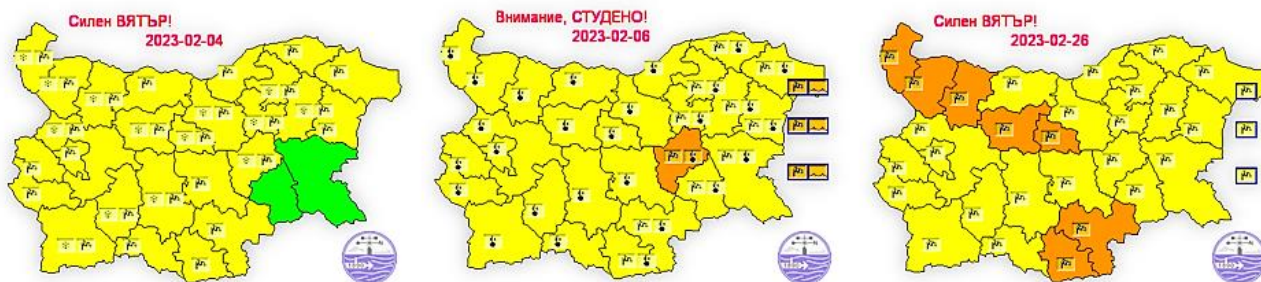 Силен ВЯТЪР!
2023-02-04
Внимание, СТУДЕНО!
2023-02-06
Силен ВЯТЪР!
2023-02-26